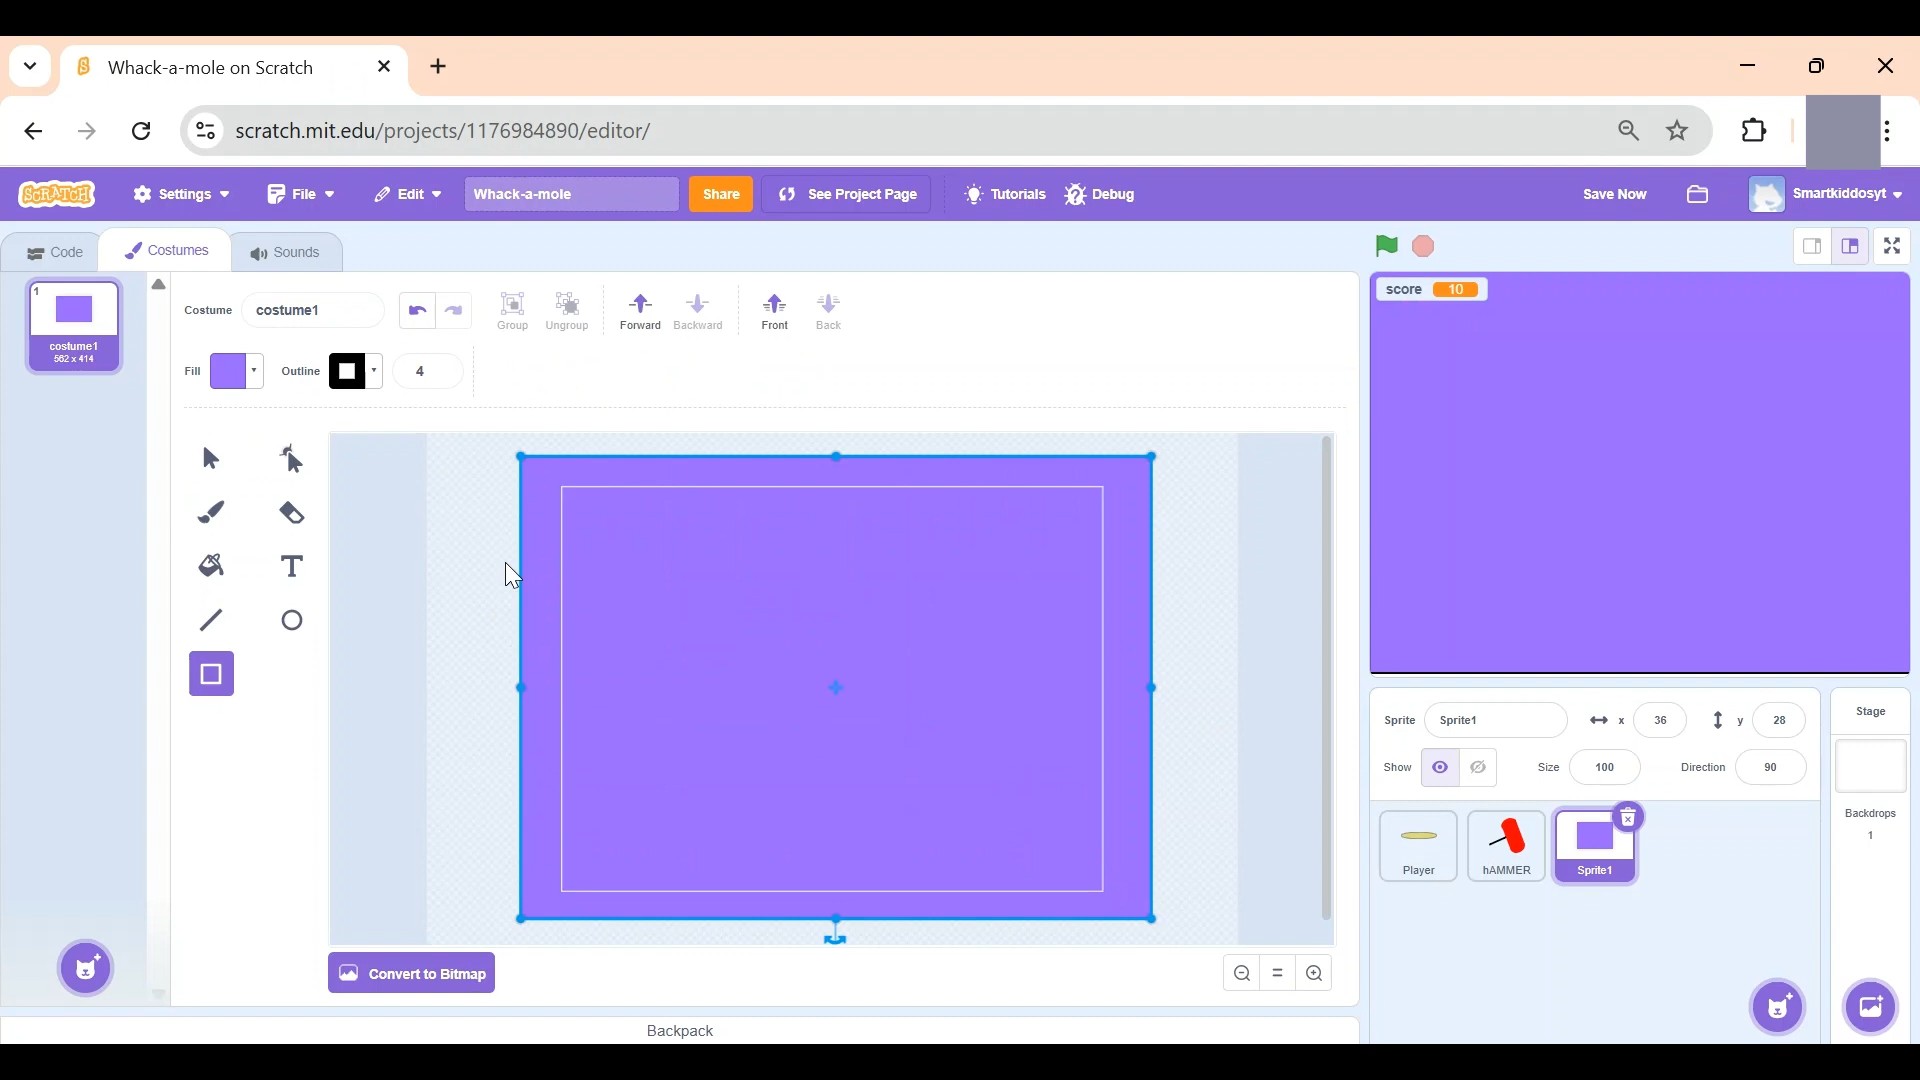 Whack-a-mole on Scratch
scratch.mit.edu/projects/1176984890/editor/
SCRATCH Settings File Edit Whack-a-mole Share See Project Page Tutorials Debug Save Now Smartkiddosyt
Code Costumes Sounds
1
costume1
562 x 414
Costume costume1 Group Ungroup Forward Backward Front Back
Fill Outline 4
T
Convert to Bitmap
Backpack
score 10
Sprite Sprite1 x 36 y 28
Show Size 100 Direction 90
Player hAMMER Sprite1
Stage
Backdrops
1